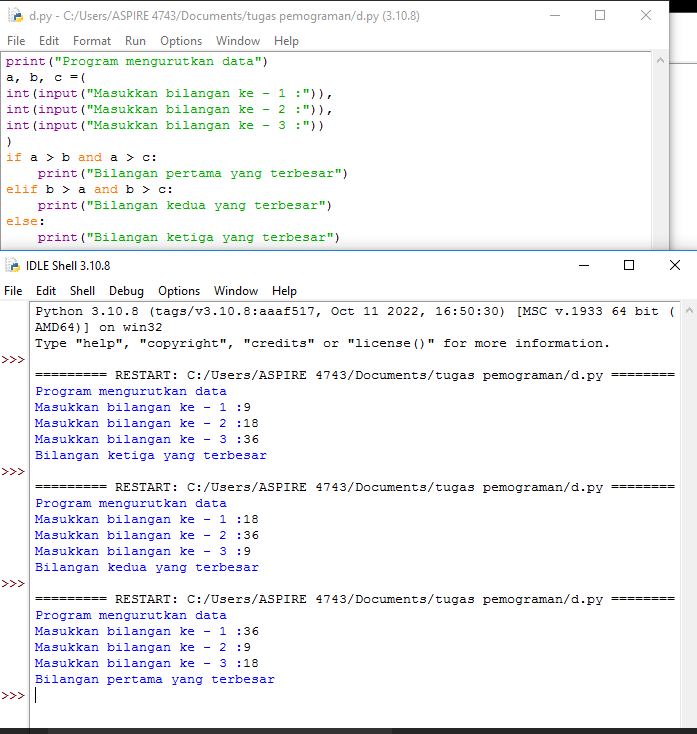 d.py - C:/Users/ASPIRE 4743/Documents/tugas pemograman/d.py (3.10.8)
File Edit Format Run Options Window Help
print("Program mengurutkan data")
a, b, c =(
int(input("Masukkan bilangan ke - 1 :")),
int(input("Masukkan bilangan ke - 2 :")),
int(input("Masukkan bilangan ke - 3 :"))
)
if a > b and a > c:
    print("Bilangan pertama yang terbesar")
elif b > a and b > c:
    print("Bilangan kedua yang terbesar")
else:
    print("Bilangan ketiga yang terbesar")
IDLE Shell 3.10.8
File Edit Shell Debug Options Window Help
Python 3.10.8 (tags/v3.10.8:aaaf517, Oct 11 2022, 16:50:30) [MSC v.1933 64 bit (
AMD64)] on win32
Type "help", "copyright", "credits" or "license()" for more information.
>>>
========= RESTART: C:/Users/ASPIRE 4743/Documents/tugas pemograman/d.py ========
Program mengurutkan data
Masukkan bilangan ke - 1 :9
Masukkan bilangan ke - 2 :18
Masukkan bilangan ke - 3 :36
Bilangan ketiga yang terbesar
>>>
========= RESTART: C:/Users/ASPIRE 4743/Documents/tugas pemograman/d.py ========
Program mengurutkan data
Masukkan bilangan ke - 1 :18
Masukkan bilangan ke - 2 :36
Masukkan bilangan ke - 3 :9
Bilangan kedua yang terbesar
>>>
========= RESTART: C:/Users/ASPIRE 4743/Documents/tugas pemograman/d.py ========
Program mengurutkan data
Masukkan bilangan ke - 1 :36
Masukkan bilangan ke - 2 :9
Masukkan bilangan ke - 3 :18
Bilangan pertama yang terbesar
>>>